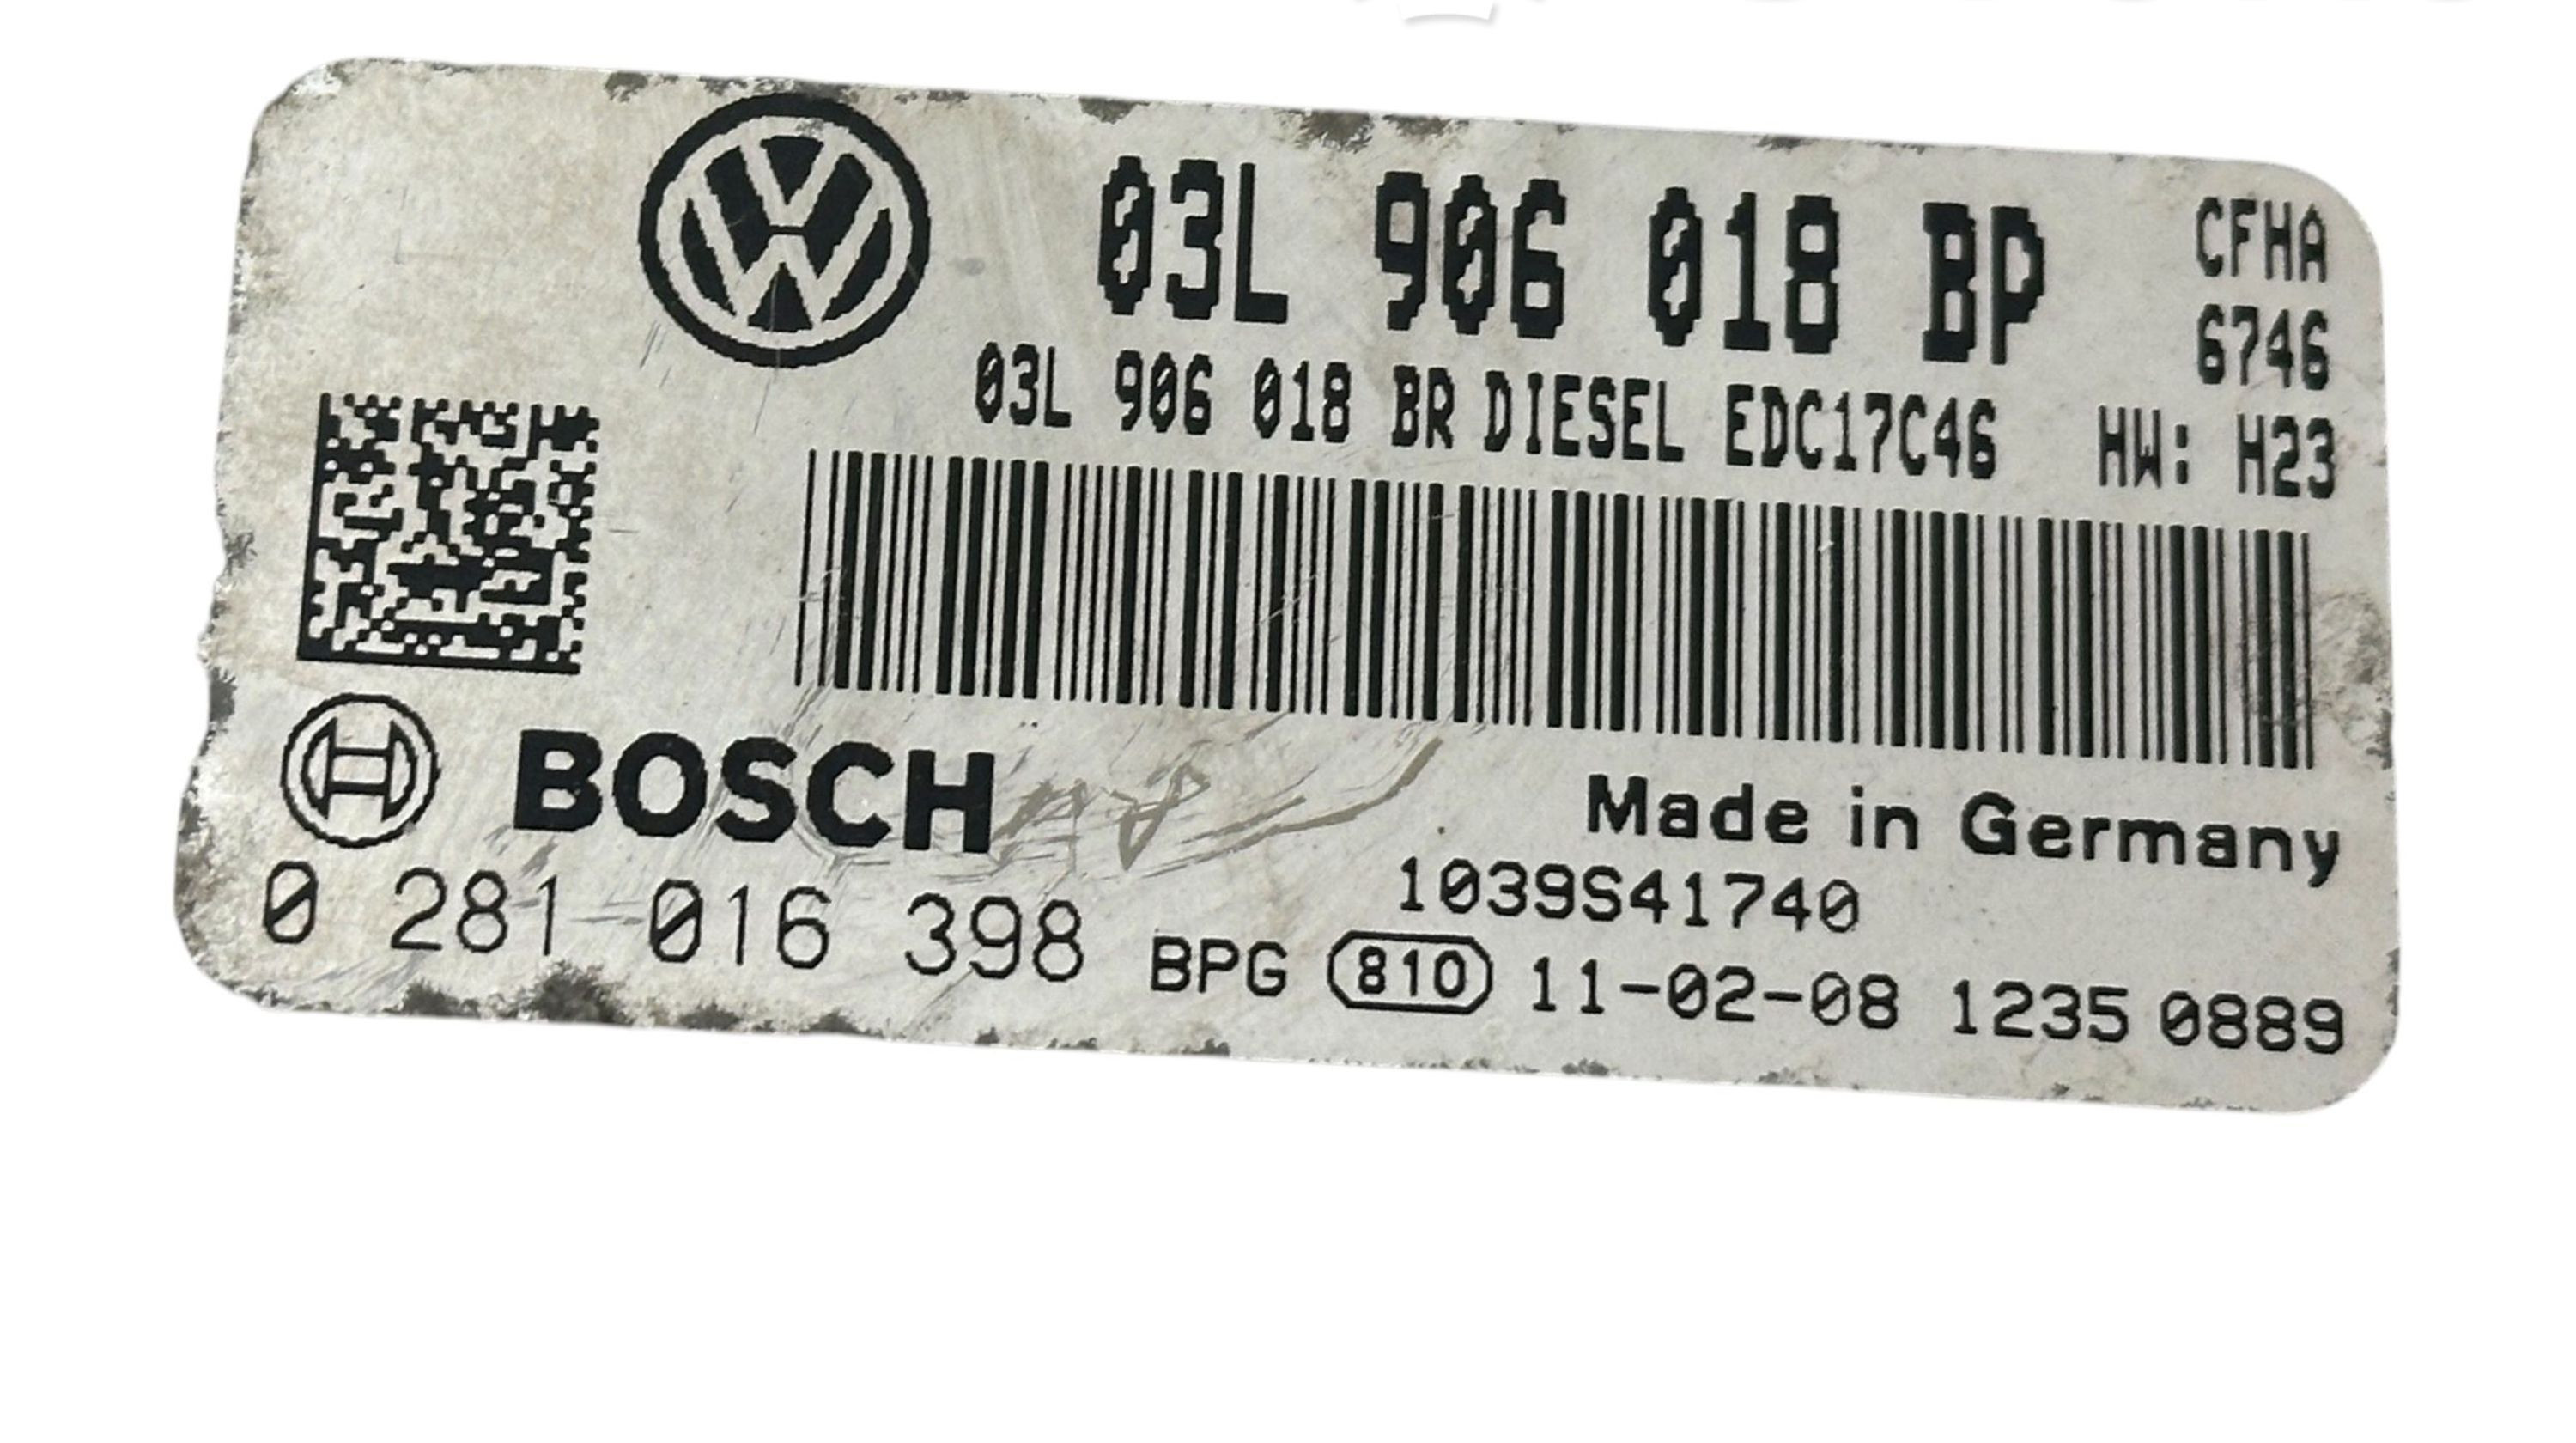 03L 906 018 BP CFHA
6746
03L 906 018 BR DIESEL EDC17C46 HW: H23
BOSCH
Made in Germany
1039S41740
0 281 016 398 BPG 810 11-02-08 1235 0889